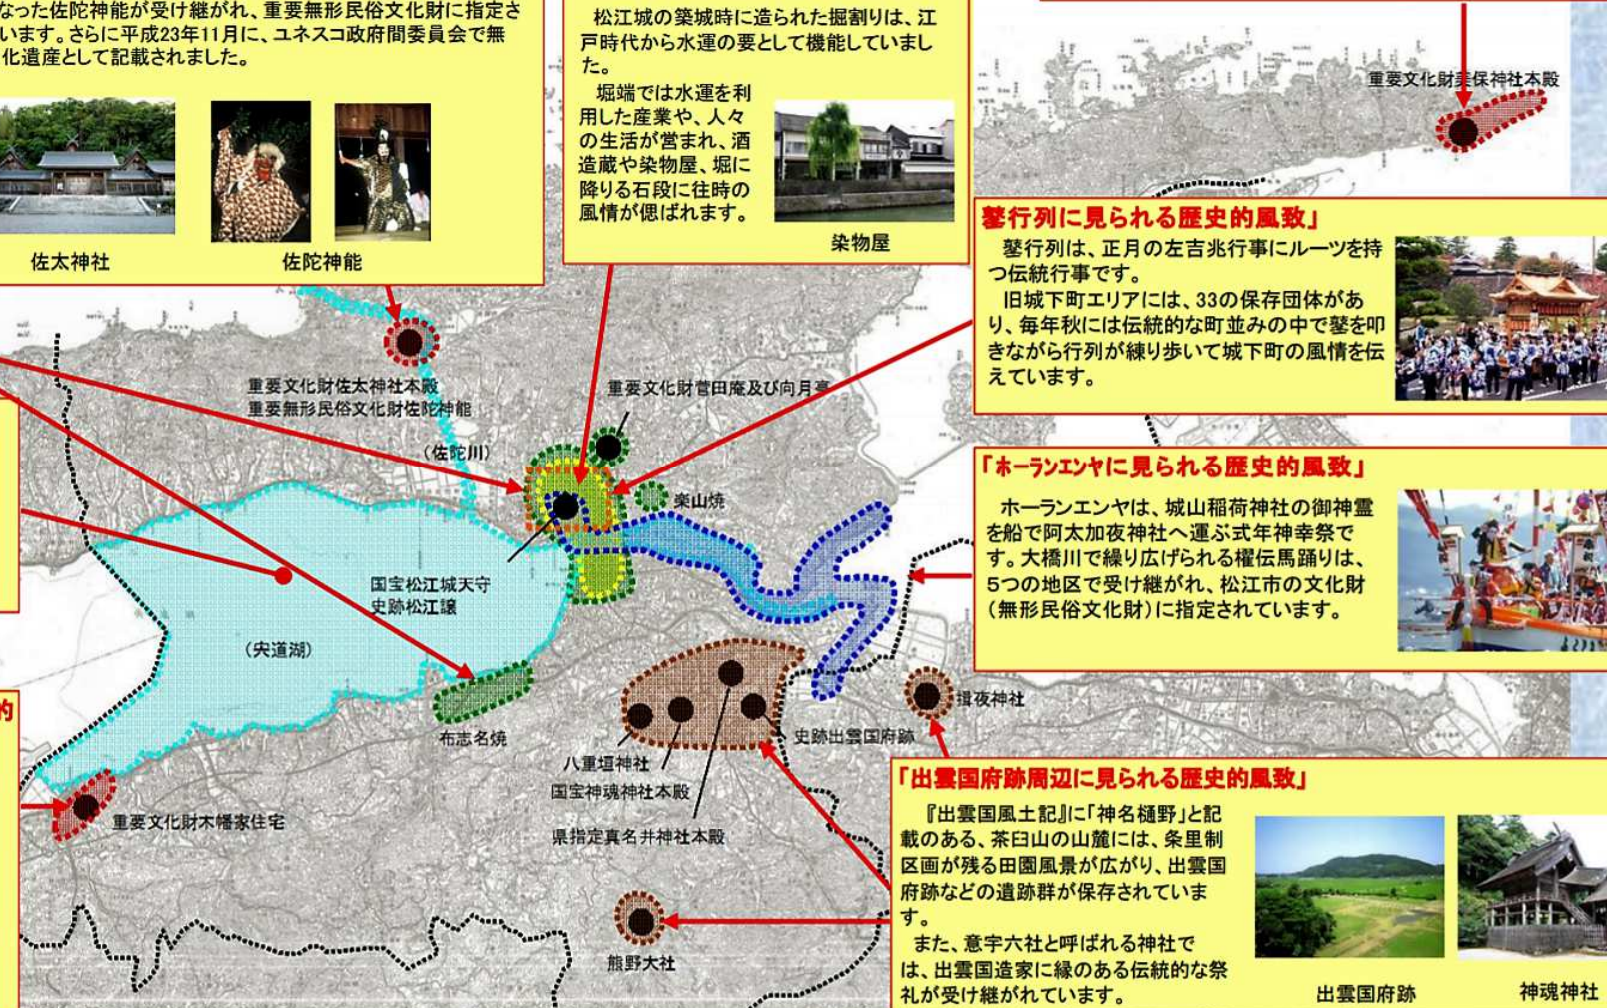 なった佐陀神能が受け継がれ、重要無形民俗文化財に指定さ
います。さらに平成23年11月に、ユネスコ政府間委員会で無
化遺産として記載されました。
佐太神社
佐陀神能
松江城の築城時に造られた掘割りは、江
戸時代から水運の要として機能していまし
た。
堀端では水運を利
用した産業や、人々
の生活が営まれ、酒
造蔵や染物屋、堀に
降りる石段に往時の
風情が偲ばれます。
染物屋
重要文化財美保神社本殿
鼕行列に見られる歴史的風致」
鼕行列は、正月の左吉兆行事にルーツを持
つ伝統行事です。
旧城下町エリアには、33の保存団体があ
り、毎年秋には伝統的な町並みの中で鼕を叩
きながら行列が練り歩いて城下町の風情を伝
えています。
重要文化財佐太神社本殿
重要無形民俗文化財佐陀神能
(佐陀川)
重要文化財菅田庵及び向月亭
楽山焼
国宝松江城天守
史跡松江譲
(宍道湖)
「ホーランエンヤに見られる歴史的風致」
ホーランエンヤは、城山稲荷神社の御神霊
を船で阿太加夜神社へ運ぶ式年神幸祭で
す。大橋川で繰り広げられる櫂伝馬踊りは、
5つの地区で受け継がれ、松江市の文化財
(無形民俗文化財)に指定されています。
的
布志名焼
揖夜神社
史跡出雲国府跡
八重垣神社
国宝神魂神社本殿
県指定真名井神社本殿
重要文化財木幡家住宅
熊野大社
「出雲国府跡周辺に見られる歴史的風致」
『出雲国風土記』に「神名樋野」と記
載のある、茶臼山の山麓には、条里制
区画が残る田園風景が広がり、出雲国
府跡などの遺跡群が保存されていま
す。
また、意宇六社と呼ばれる神社で
は、出雲国造家に縁のある伝統的な祭
礼が受け継がれています。
出雲国府跡
神魂神社